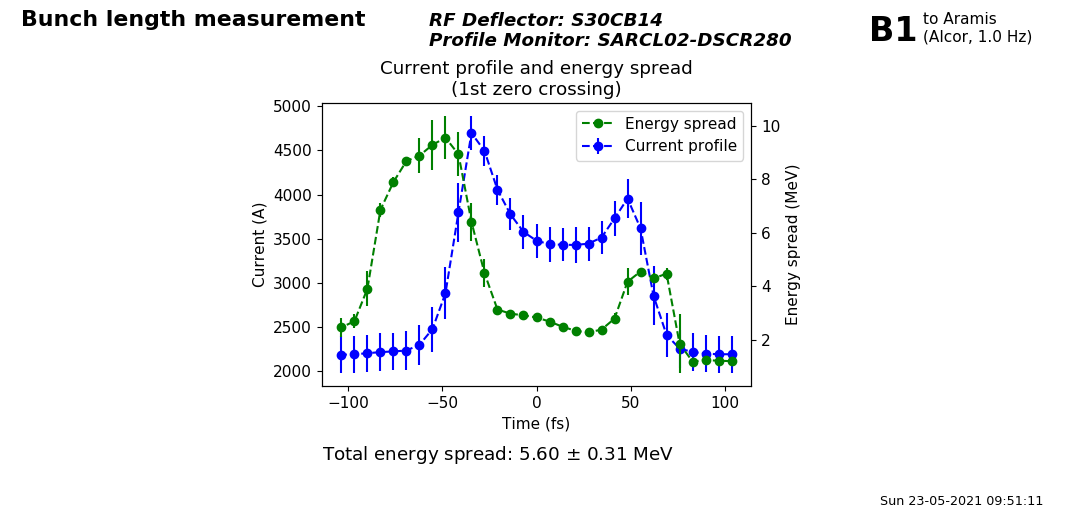 Bunch length measurement
RF Deflector: S30CB14
Profile Monitor: SARCL02-DSCR280
B1
to Aramis
(Alcor, 1.0 Hz)
Current profile and energy spread
(1st zero crossing)
Energy spread
Current profile
5000
4500
4000
3500
3000
2500
2000
Current (A)
10
8
6
4
2
Energy spread (MeV)
−100
−50
0
50
100
Time (fs)
Total energy spread: 5.60 ± 0.31 MeV
Sun 23-05-2021 09:51:11